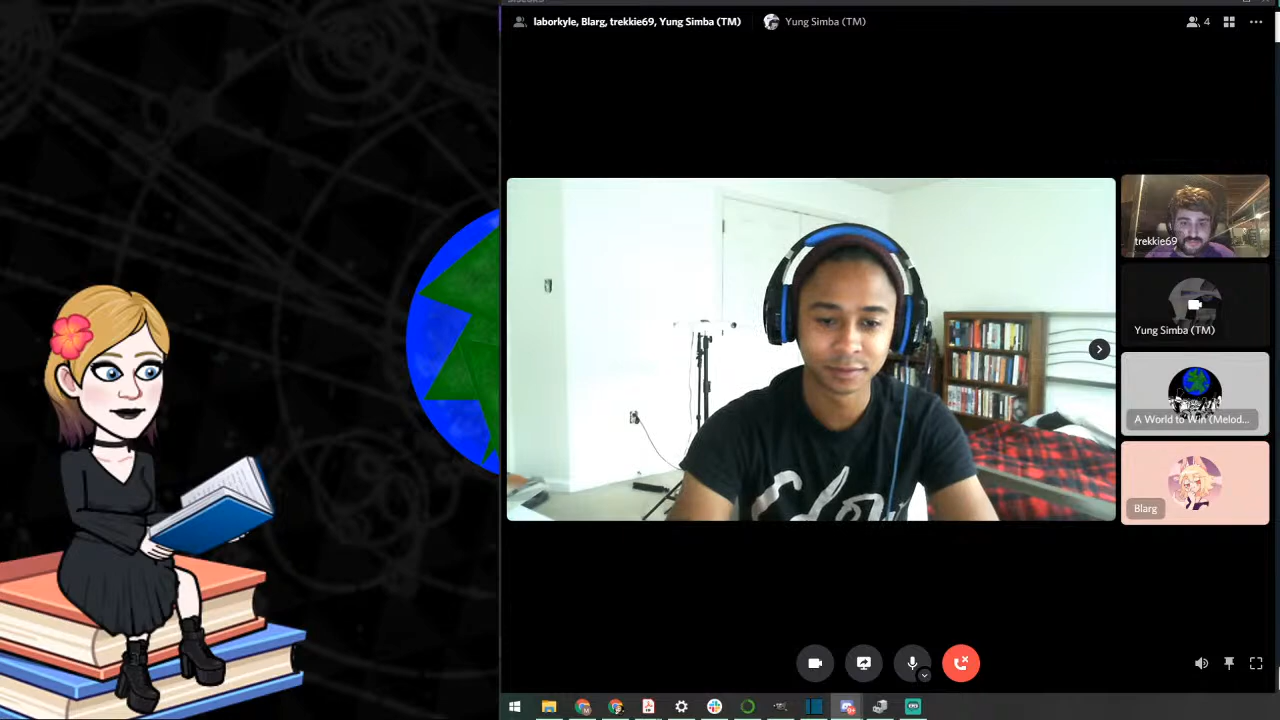 laborkyle, Blarg, trekkie69, Yung Simba (TM)
Yung Simba (TM)
4
trekkie69
Yung Simba (TM)
A World to Win (Melod...
Blarg